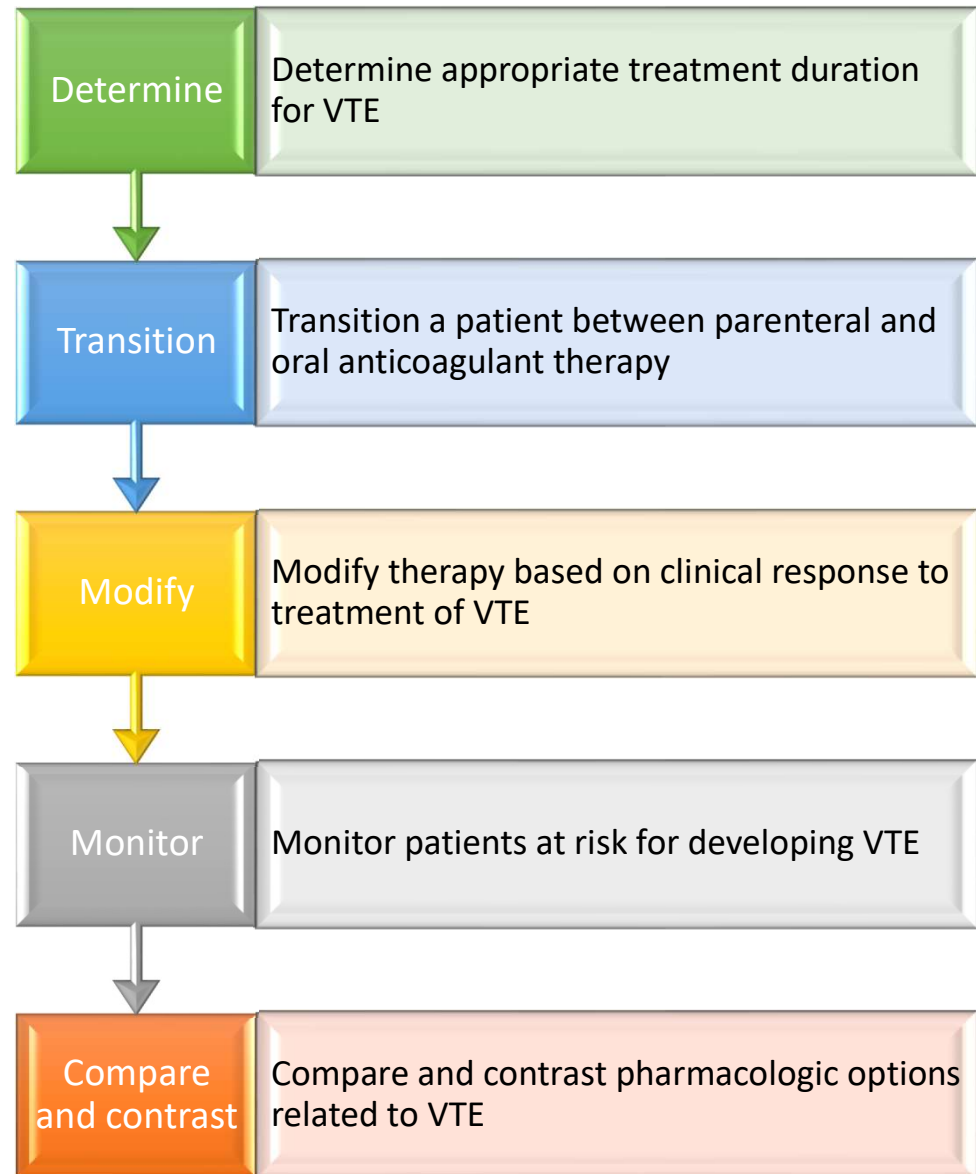 Determine
Determine appropriate treatment duration
for VTE
Transition
Transition a patient between parenteral and
oral anticoagulant therapy
Modify
Modify therapy based on clinical response to
treatment of VTE
Monitor
Monitor patients at risk for developing VTE
Compare
and contrast
Compare and contrast pharmacologic options
related to VTE